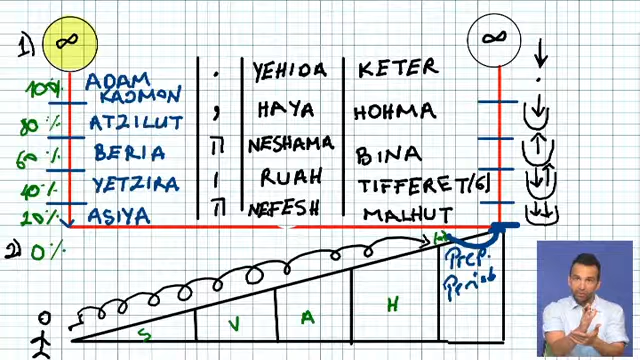 1) ∞ ∞
100% ADAM KADMON . YEHIDA KETER
80% ATZILUT , HAYA HOHMA
60% BERIA ח NESHAMA BINA
40% YETZIRA ו RUAH TIFFERET/6)
20% ASIYA ח NEFESH MALHUT
2) 0%
Prep.
Period
S V A H